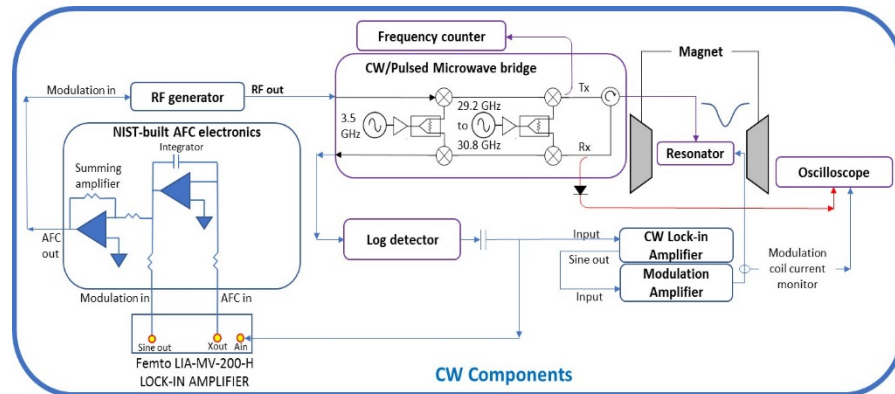 Frequency counter
Magnet
CW/Pulsed Microwave bridge
Modulation in
RF generator
RF out
Tx
29.2 GHz
3.5
GHz
to
30.8 GHz
Rx
NIST-built AFC electronics
Integrator
Summing amplifier
AFC
out
Modulation in
AFC in
Resonator
Oscilloscope
Log detector
Input
CW Lock-in
Amplifier
Sine out
Modulation
Amplifier
Input
Modulation
coil current
monitor
Sine out
Xout
Ain
Femto LIA-MV-200-H
LOCK-IN AMPLIFIER
CW Components